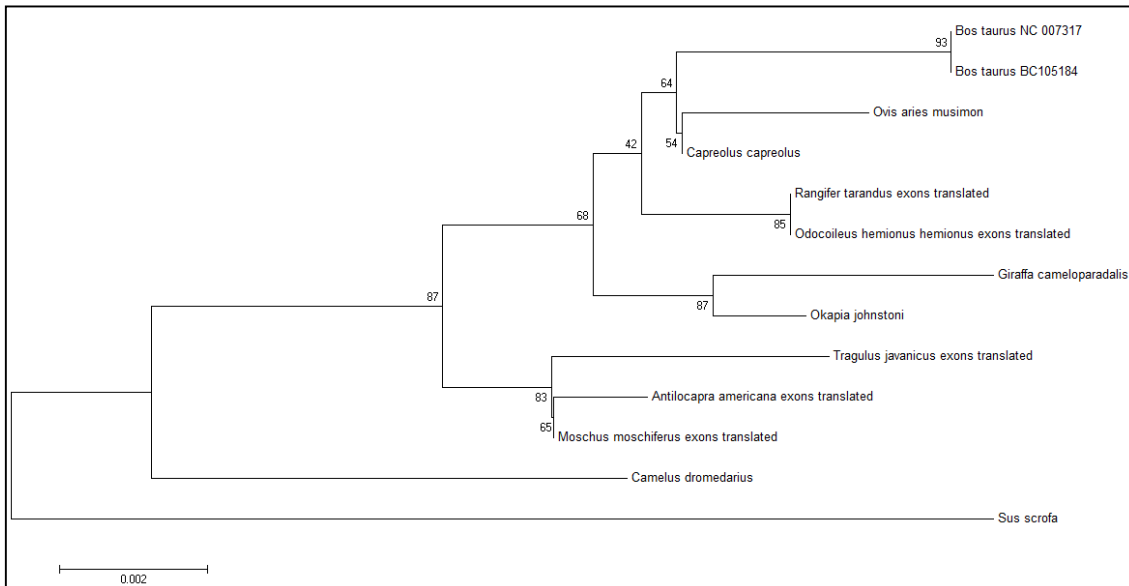 Bos taurus NC 007317
93
Bos taurus BC105184
64
Ovis aries musimon
42
54
Capreolus capreolus
Rangifer tarandus exons translated
68
85
Odocoileus hemionus hemionus exons translated
Giraffa cameloparadalis
87
87
Okapia johnstoni
Tragulus javanicus exons translated
83
Antilocapra americana exons translated
65
Moschus moschiferus exons translated
Camelus dromedarius
Sus scrofa
0.002